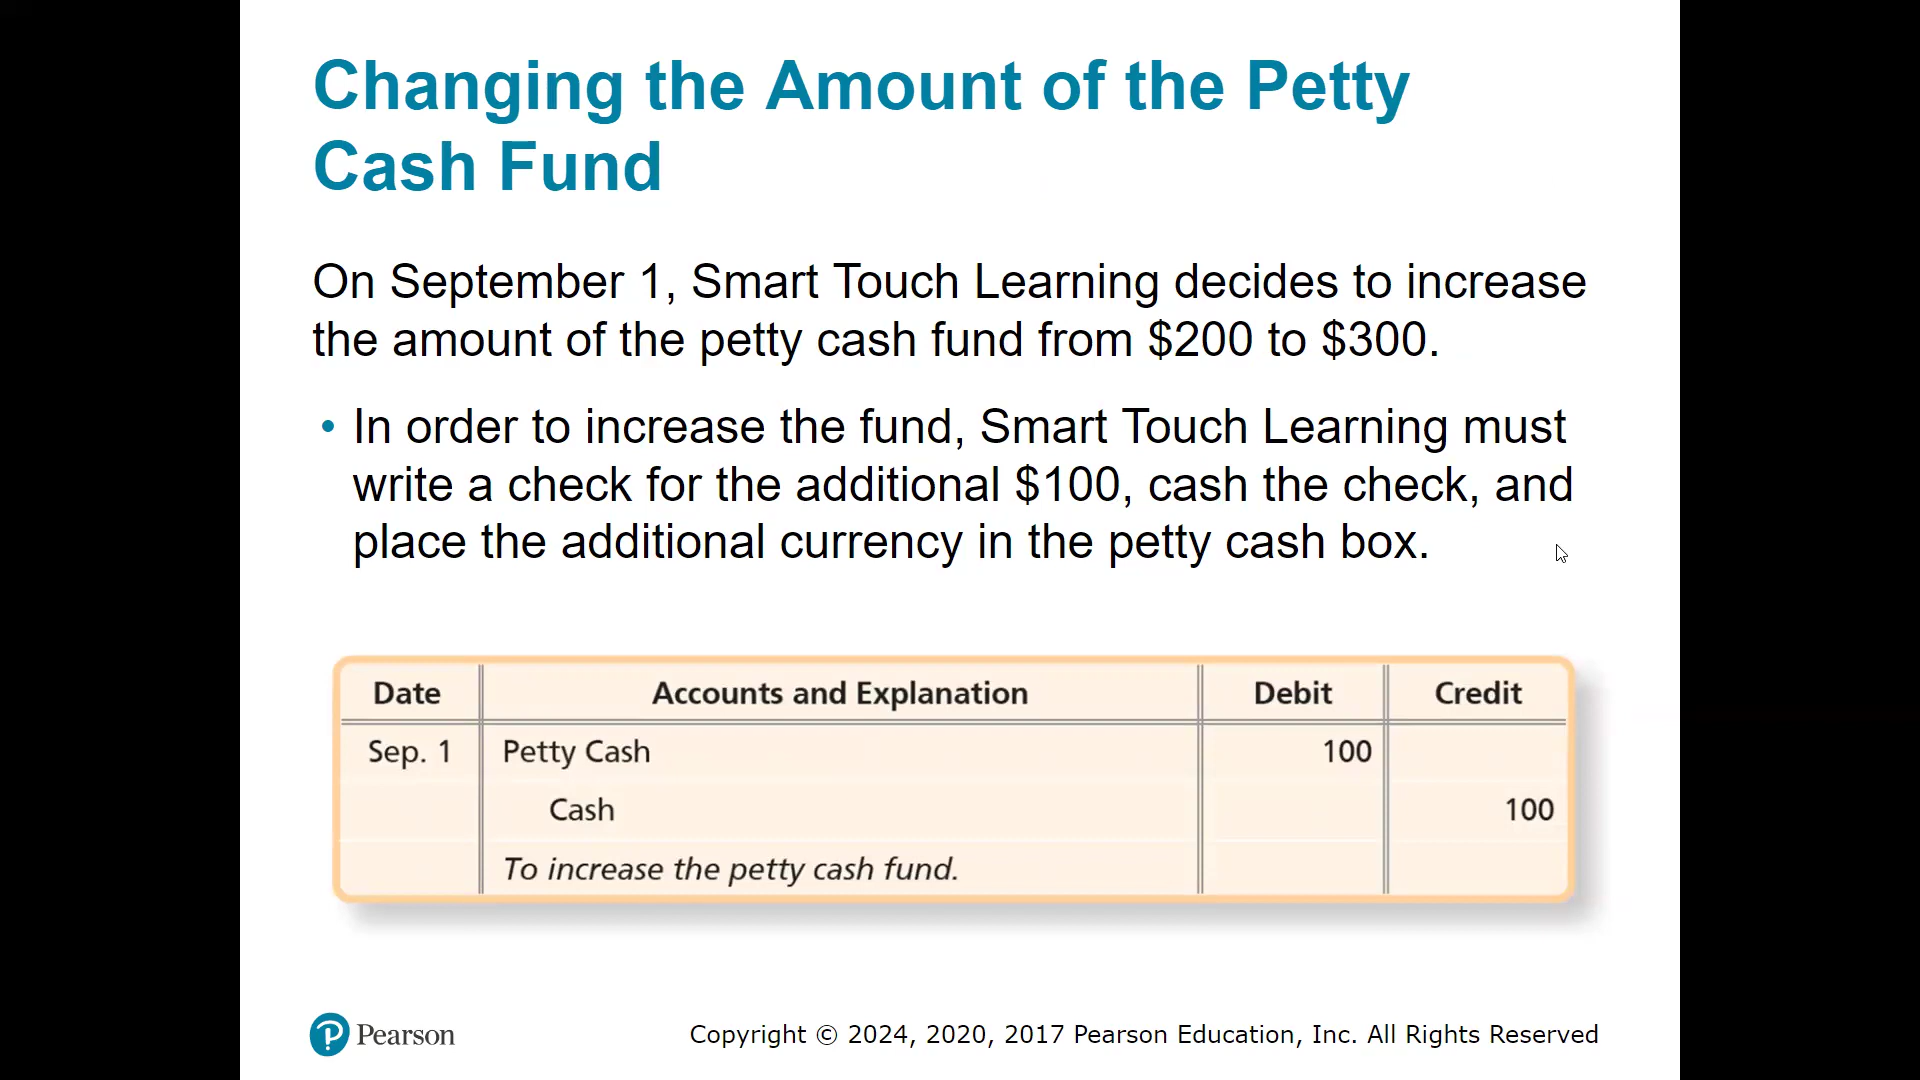 Changing the Amount of the Petty
Cash Fund
On September 1, Smart Touch Learning decides to increase
the amount of the petty cash fund from $200 to $300.
• In order to increase the fund, Smart Touch Learning must
write a check for the additional $100, cash the check, and
place the additional currency in the petty cash box.
Date Accounts and Explanation Debit Credit
Sep. 1 Petty Cash 100
Cash 100
To increase the petty cash fund.
Pearson Copyright © 2024, 2020, 2017 Pearson Education, Inc. All Rights Reserved